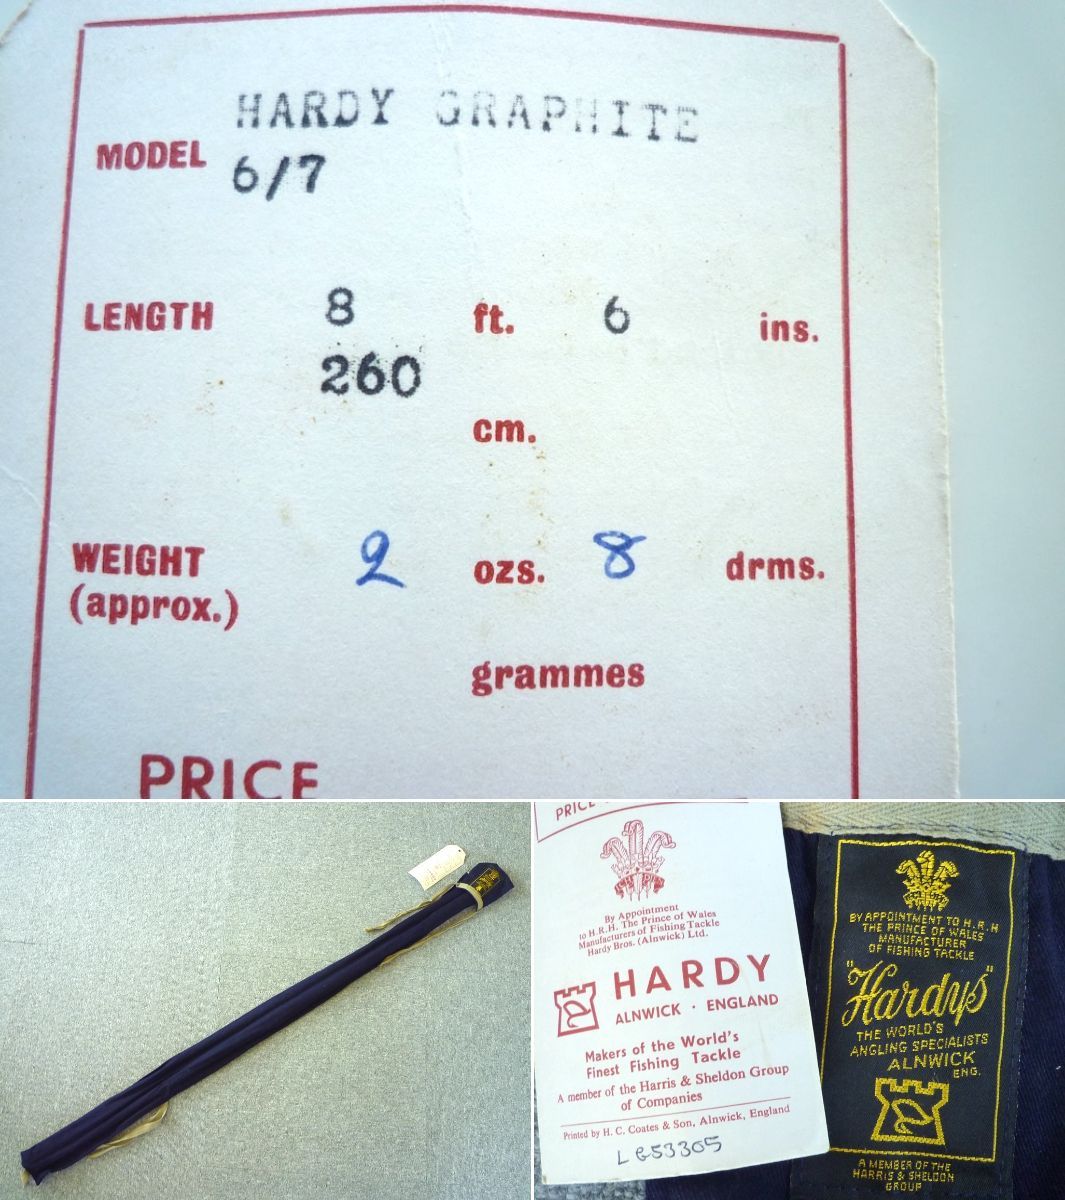 HARDY GRAPHITE
MODEL 6/7
LENGTH 8 ft. 6 ins.
260
cm.
WEIGHT 2 ozs. 8 drms.
(approx.)
grammes
PRICE
PRICE
By Appointment
to H.R.H. The Prince of Wales
Manufacturers of Fishing Tackle
Hardy Bros. (Alnwick) Ltd.
HARDY
ALNWICK · ENGLAND
Makers of the World's
Finest Fishing Tackle
A member of the Harris & Sheldon Group
of Companies
Printed by H. C. Coates & Son, Alnwick, England
LG53305
BY APPOINTMENT TO H.R.H
THE PRINCE OF WALES
MANUFACTURER
OF FISHING TACKLE
"Hardys"
THE WORLD'S
ANGLING SPECIALISTS
ALNWICK
ENG.
A MEMBER OF THE
HARRIS & SHELDON
GROUP